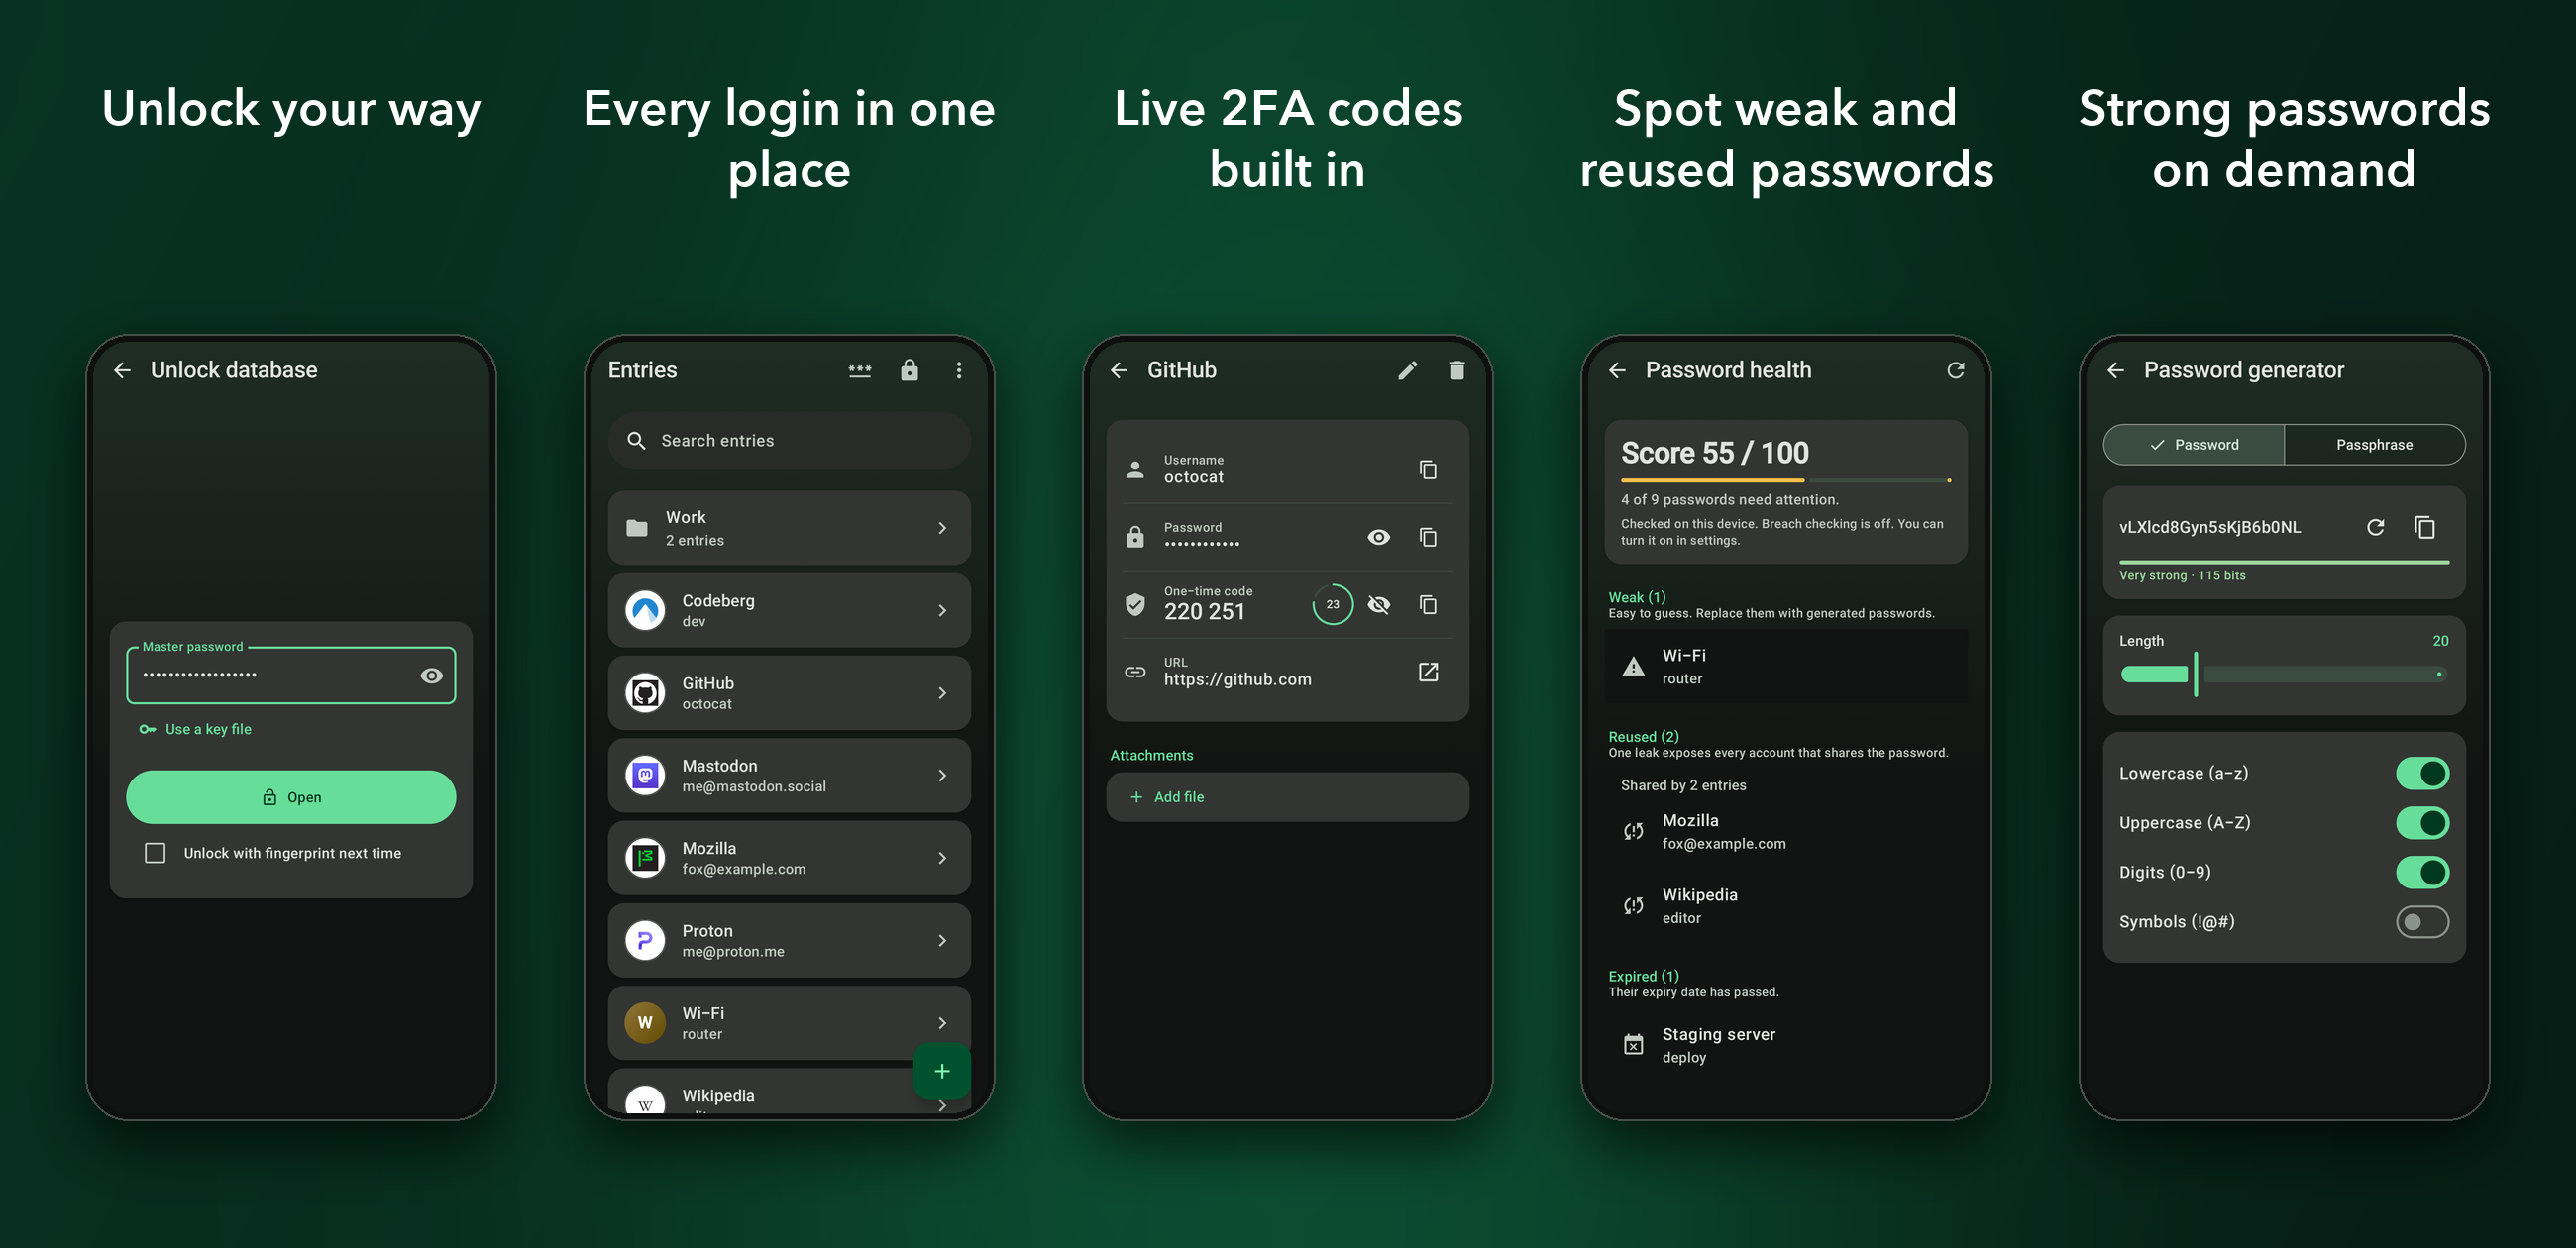 Unlock your way
Unlock database
Master password
••••••••••••••••••
Use a key file
Open
Unlock with fingerprint next time
Every login in one
place
Entries
Search entries
Work
2 entries
Codeberg
dev
GitHub
octocat
Mastodon
me@mastodon.social
Mozilla
fox@example.com
Proton
me@proton.me
W
Wi-Fi
router
W
Wikipedia
Live 2FA codes
built in
GitHub
Username
octocat
Password
••••••••••••
One-time code
220 251
23
URL
https://github.com
Attachments
Add file
Spot weak and
reused passwords
Password health
Score 55 / 100
4 of 9 passwords need attention.
Checked on this device. Breach checking is off. You can
turn it on in settings.
Weak (1)
Easy to guess. Replace them with generated passwords.
Wi-Fi
router
Reused (2)
One leak exposes every account that shares the password.
Shared by 2 entries
Mozilla
fox@example.com
Wikipedia
editor
Expired (1)
Their expiry date has passed.
Staging server
deploy
Strong passwords
on demand
Password generator
Password
Passphrase
vLXlcd8Gyn5sKjB6b0NL
Very strong · 115 bits
Length
20
Lowercase (a-z)
Uppercase (A-Z)
Digits (0-9)
Symbols (!@#)